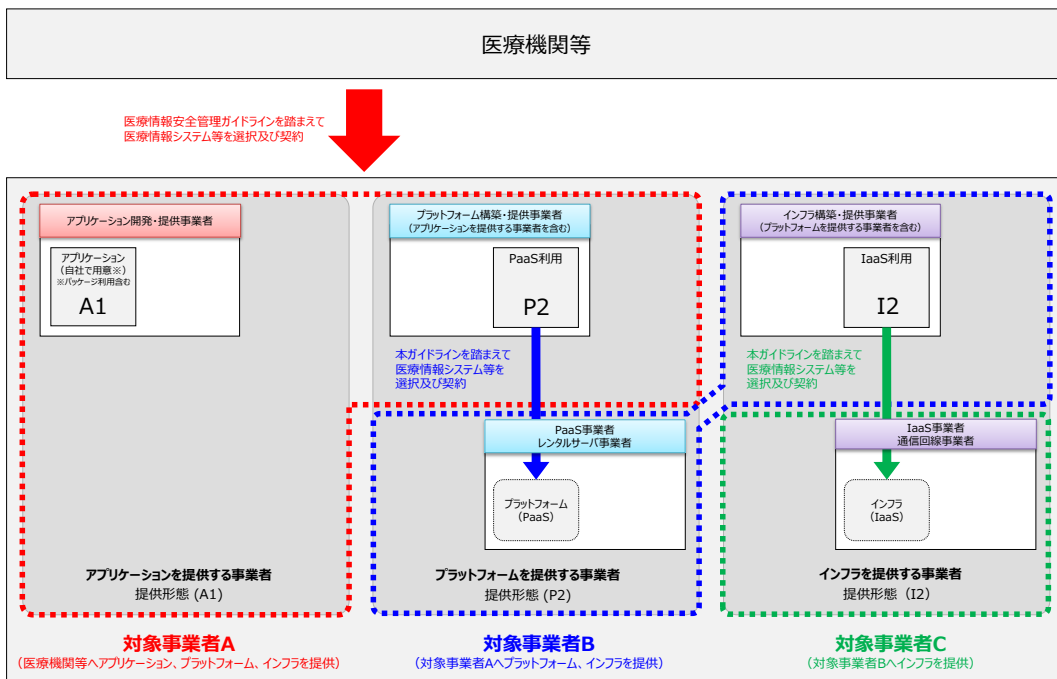 医療機関等
医療情報安全管理ガイドラインを踏まえて
医療情報システム等を選択及び契約
アプリケーション開発・提供事業者
アプリケーション
(自社で用意※)
※パッケージ利用含む
A1
プラットフォーム構築・提供事業者
(アプリケーションを提供する事業者を含む)
PaaS利用
P2
インフラ構築・提供事業者
(プラットフォームを提供する事業者を含む)
IaaS利用
I2
本ガイドラインを踏まえて
医療情報システム等を
選択及び契約
本ガイドラインを踏まえて
医療情報システム等を
選択及び契約
PaaS事業者
レンタルサーバ事業者
プラットフォーム
(PaaS)
IaaS事業者
通信回線事業者
インフラ
(IaaS)
アプリケーションを提供する事業者
提供形態 (A1)
プラットフォームを提供する事業者
提供形態 (P2)
インフラを提供する事業者
提供形態 (I2)
対象事業者A
(医療機関等へアプリケーション、プラットフォーム、インフラを提供)
対象事業者B
(対象事業者Aへプラットフォーム、インフラを提供)
対象事業者C
(対象事業者Bへインフラを提供)